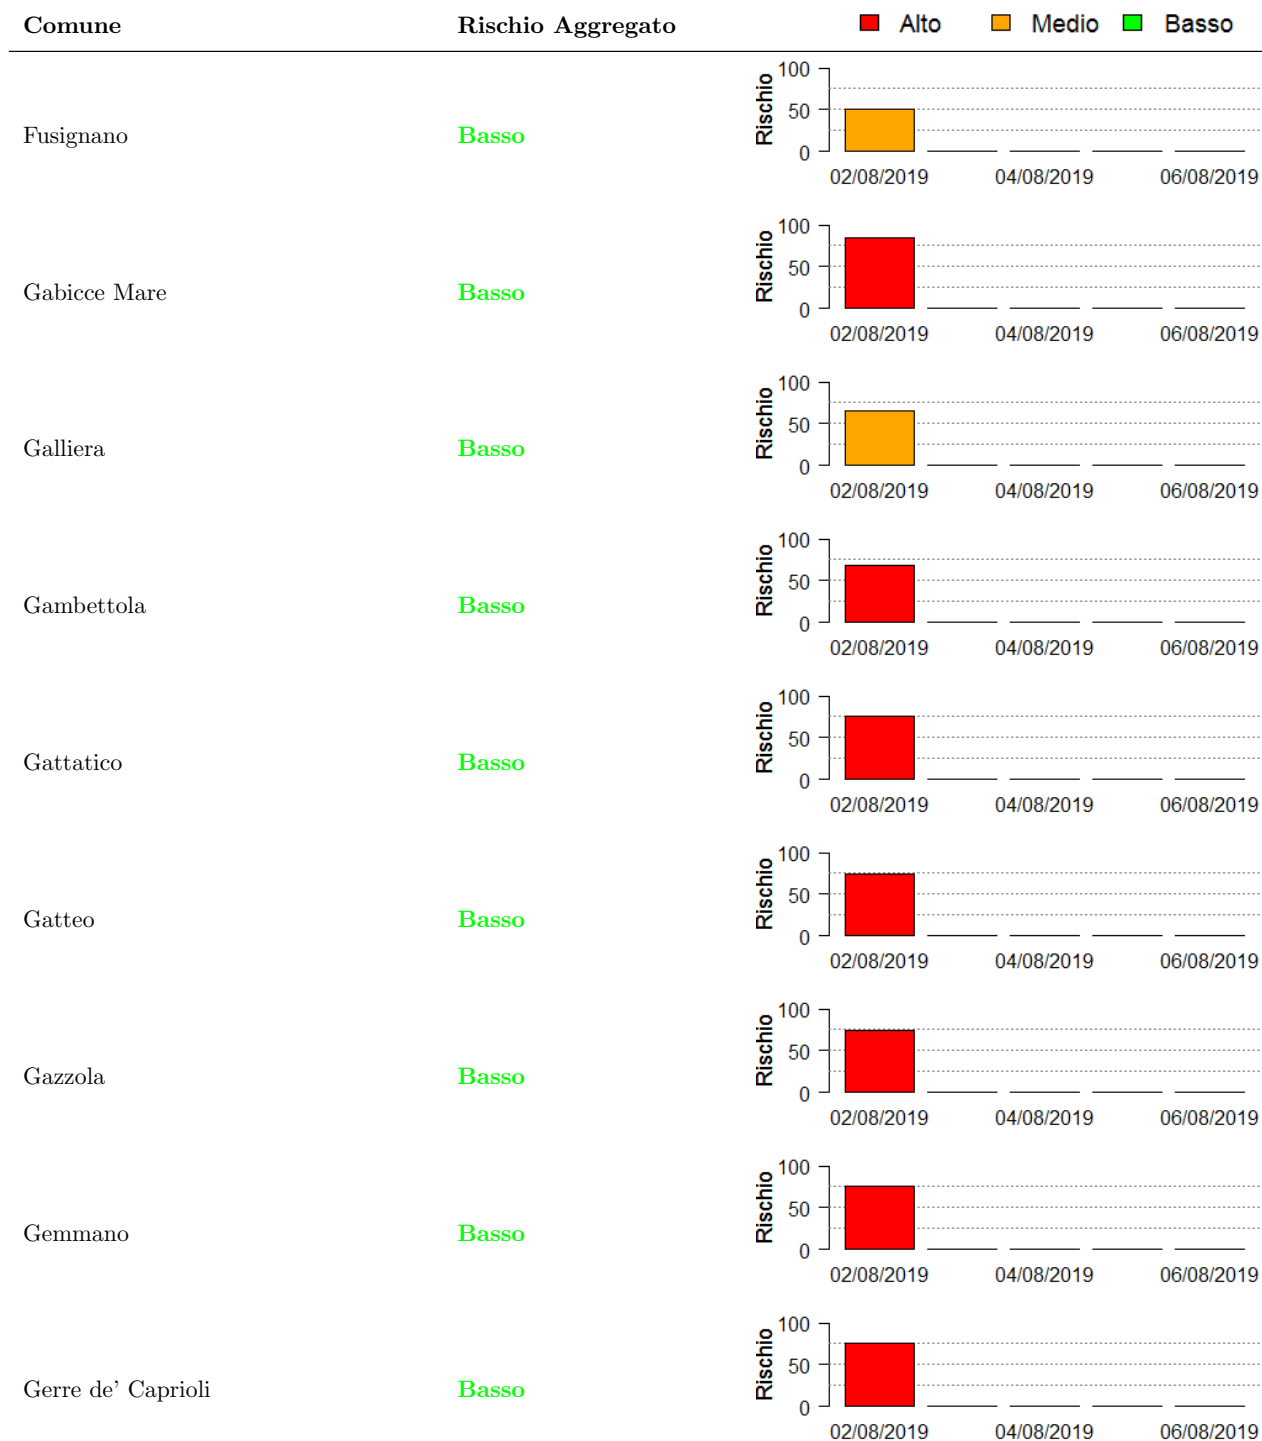 Comune Rischio Aggregato Alto Medio Basso
Fusignano Basso
Rischio
100
50
0
02/08/2019 04/08/2019 06/08/2019
Gabicce Mare Basso
Rischio
100
50
0
02/08/2019 04/08/2019 06/08/2019
Galliera Basso
Rischio
100
50
0
02/08/2019 04/08/2019 06/08/2019
Gambettola Basso
Rischio
100
50
0
02/08/2019 04/08/2019 06/08/2019
Gattatico Basso
Rischio
100
50
0
02/08/2019 04/08/2019 06/08/2019
Gatteo Basso
Rischio
100
50
0
02/08/2019 04/08/2019 06/08/2019
Gazzola Basso
Rischio
100
50
0
02/08/2019 04/08/2019 06/08/2019
Gemmano Basso
Rischio
100
50
0
02/08/2019 04/08/2019 06/08/2019
Gerre de' Caprioli Basso
Rischio
100
50
0
02/08/2019 04/08/2019 06/08/2019